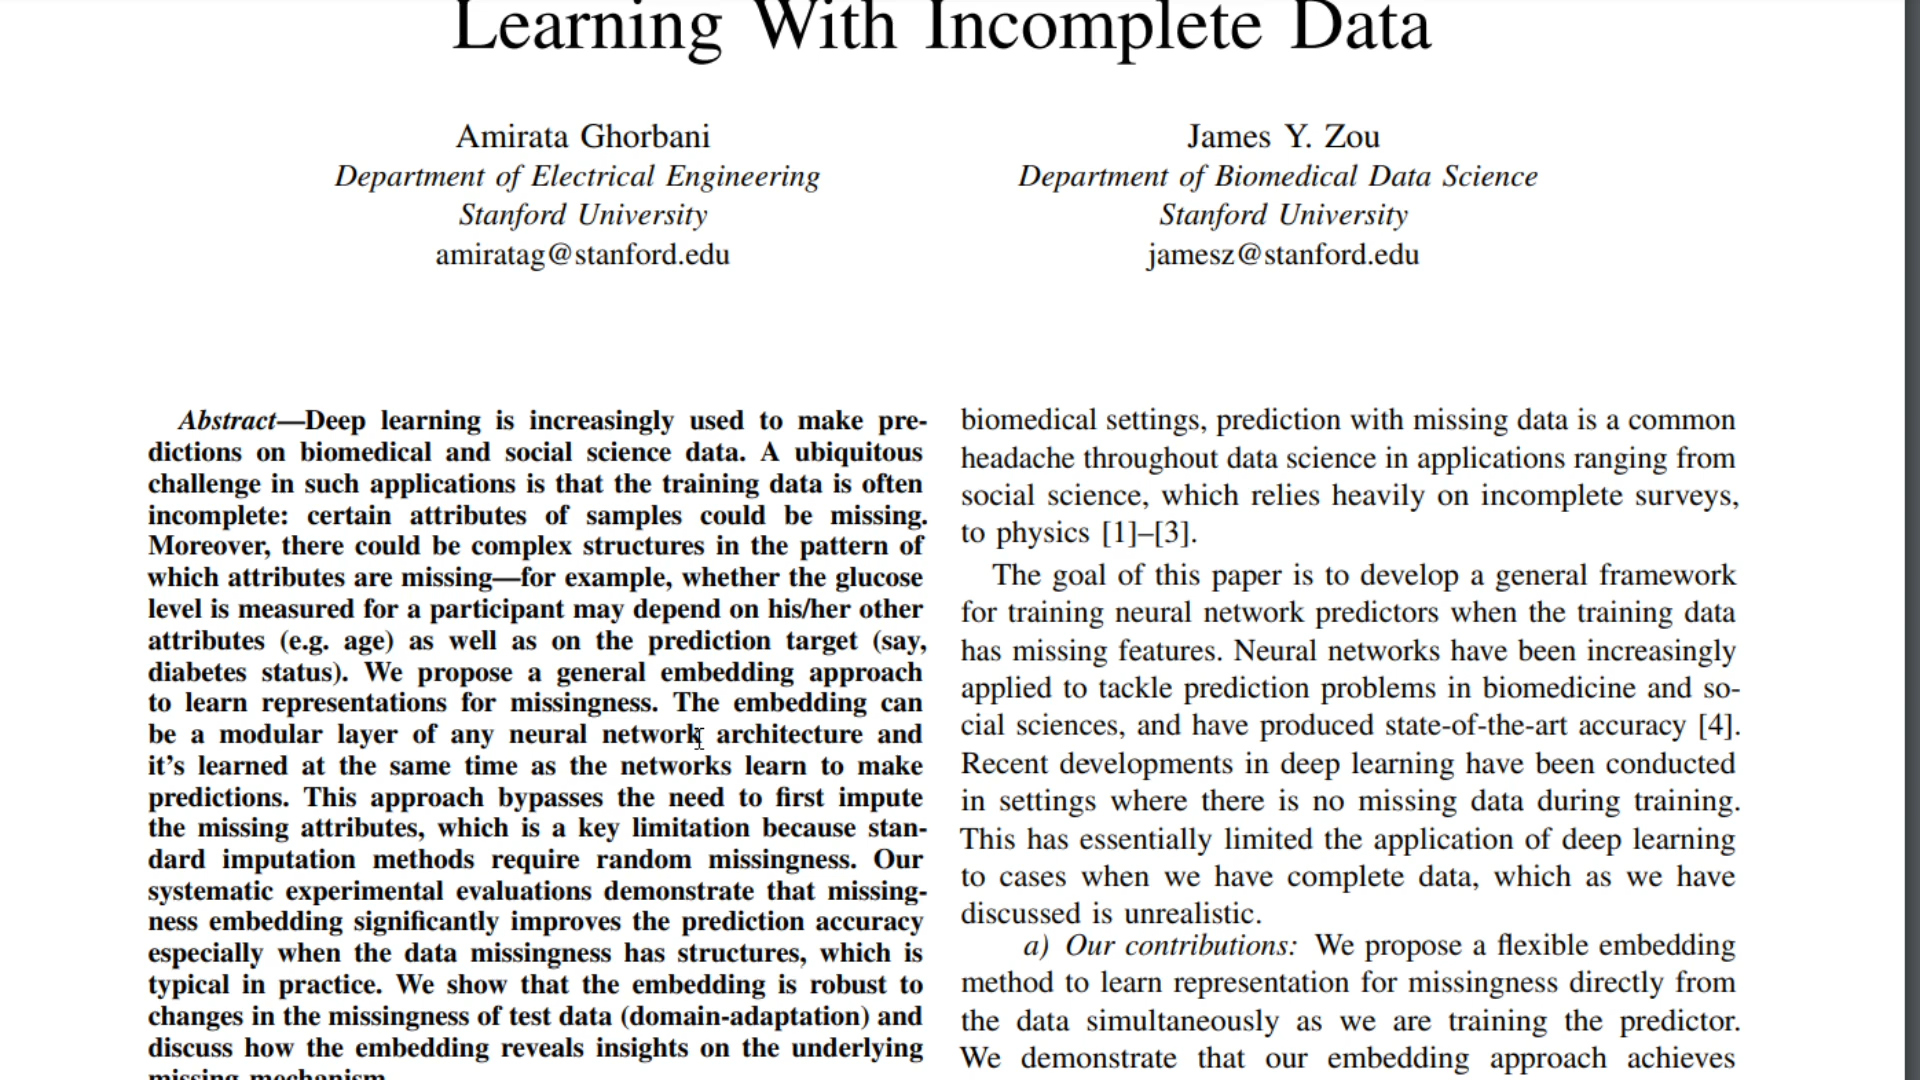 Learning With Incomplete Data
Amirata Ghorbani
Department of Electrical Engineering
Stanford University
amiratag@stanford.edu
James Y. Zou
Department of Biomedical Data Science
Stanford University
jamesz@stanford.edu
Abstract—Deep learning is increasingly used to make pre-
dictions on biomedical and social science data. A ubiquitous
challenge in such applications is that the training data is often
incomplete: certain attributes of samples could be missing.
Moreover, there could be complex structures in the pattern of
which attributes are missing—for example, whether the glucose
level is measured for a participant may depend on his/her other
attributes (e.g. age) as well as on the prediction target (say,
diabetes status). We propose a general embedding approach
to learn representations for missingness. The embedding can
be a modular layer of any neural network architecture and
it's learned at the same time as the networks learn to make
predictions. This approach bypasses the need to first impute
the missing attributes, which is a key limitation because stan-
dard imputation methods require random missingness. Our
systematic experimental evaluations demonstrate that missing-
ness embedding significantly improves the prediction accuracy
especially when the data missingness has structures, which is
typical in practice. We show that the embedding is robust to
changes in the missingness of test data (domain-adaptation) and
discuss how the embedding reveals insights on the underlying
missing mechanism.
biomedical settings, prediction with missing data is a common
headache throughout data science in applications ranging from
social science, which relies heavily on incomplete surveys,
to physics [1]–[3].
The goal of this paper is to develop a general framework
for training neural network predictors when the training data
has missing features. Neural networks have been increasingly
applied to tackle prediction problems in biomedicine and so-
cial sciences, and have produced state-of-the-art accuracy [4].
Recent developments in deep learning have been conducted
in settings where there is no missing data during training.
This has essentially limited the application of deep learning
to cases when we have complete data, which as we have
discussed is unrealistic.
a) Our contributions: We propose a flexible embedding
method to learn representation for missingness directly from
the data simultaneously as we are training the predictor.
We demonstrate that our embedding approach achieves